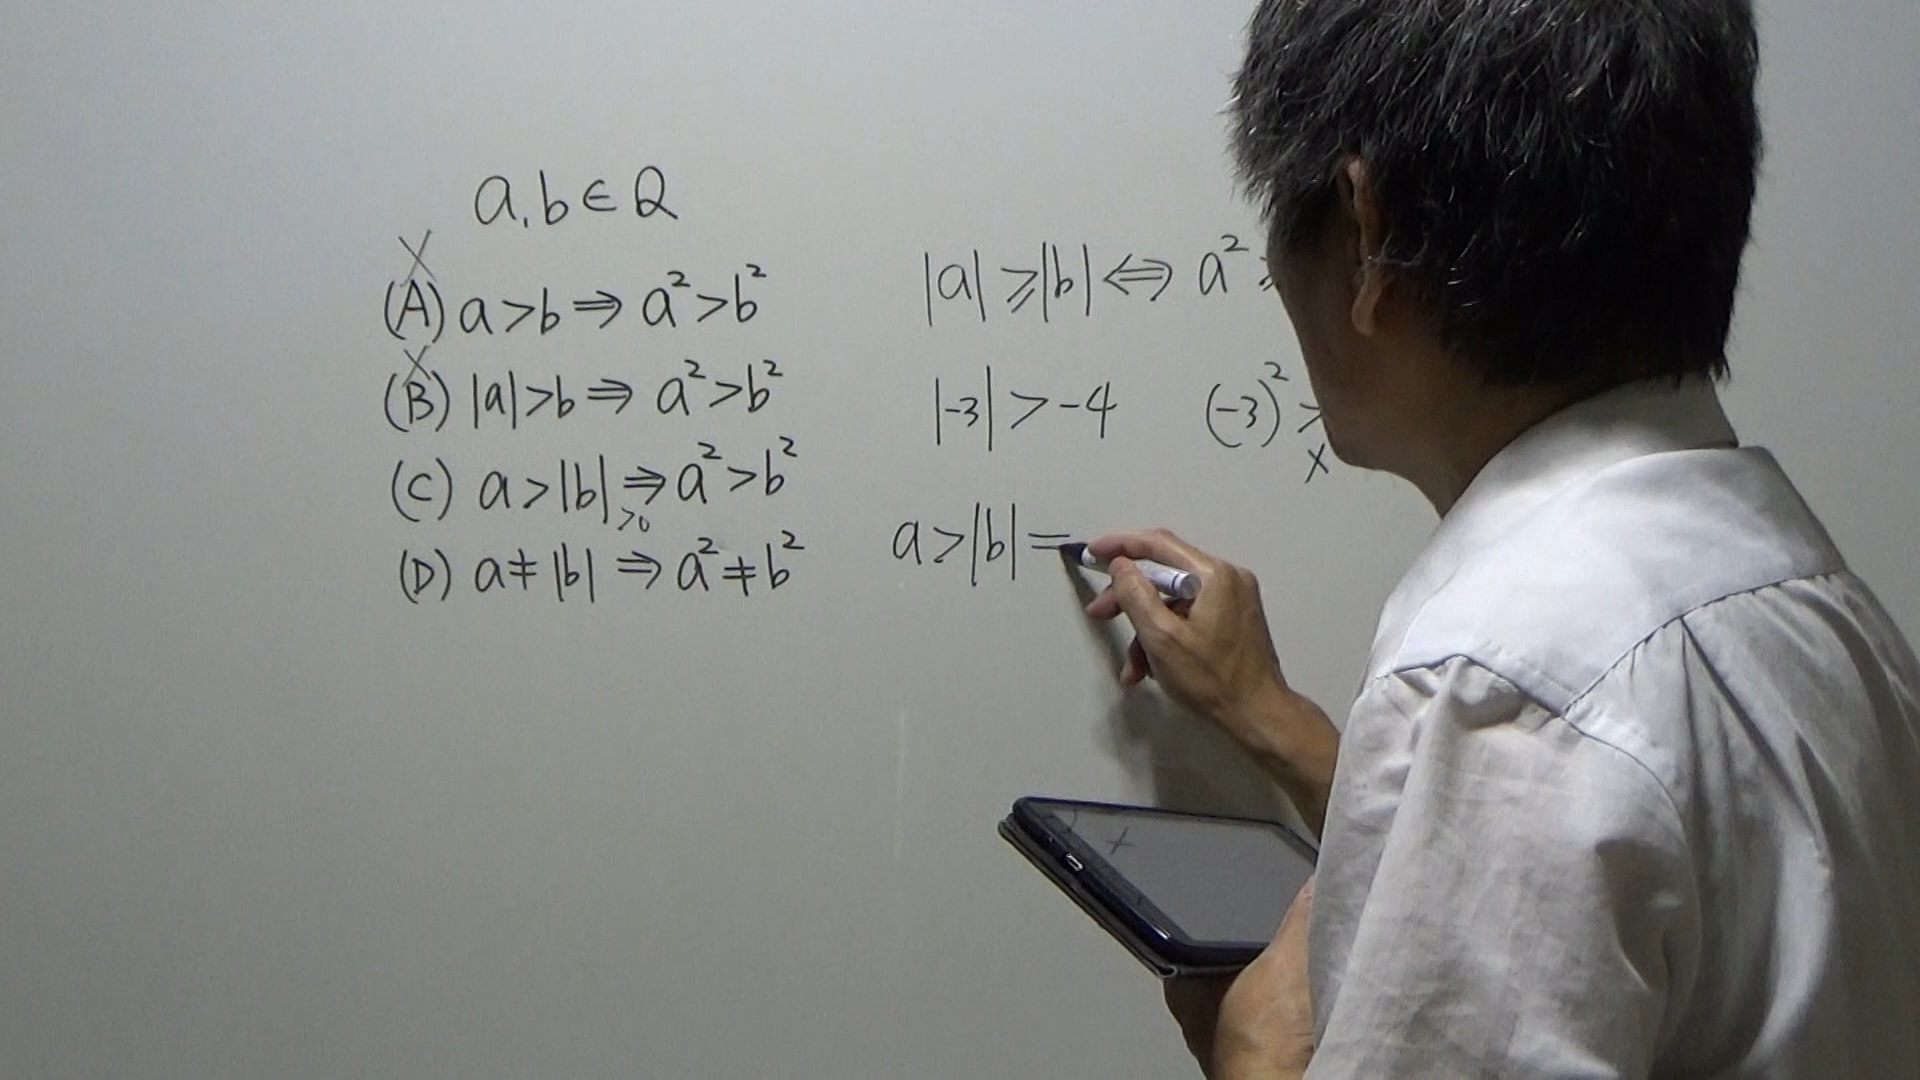 a, b ∈ Q
X
(A) a > b ⇒ a² > b²
X
(B) |a| > b ⇒ a² > b²
(C) a > |b| ⇒ a² > b²
>0
(D) a ≠ |b| ⇒ a² ≠ b²
|a| ⩾ |b| ⇔ a²
|-3| > -4 (-3)² >
X
a > |b| =